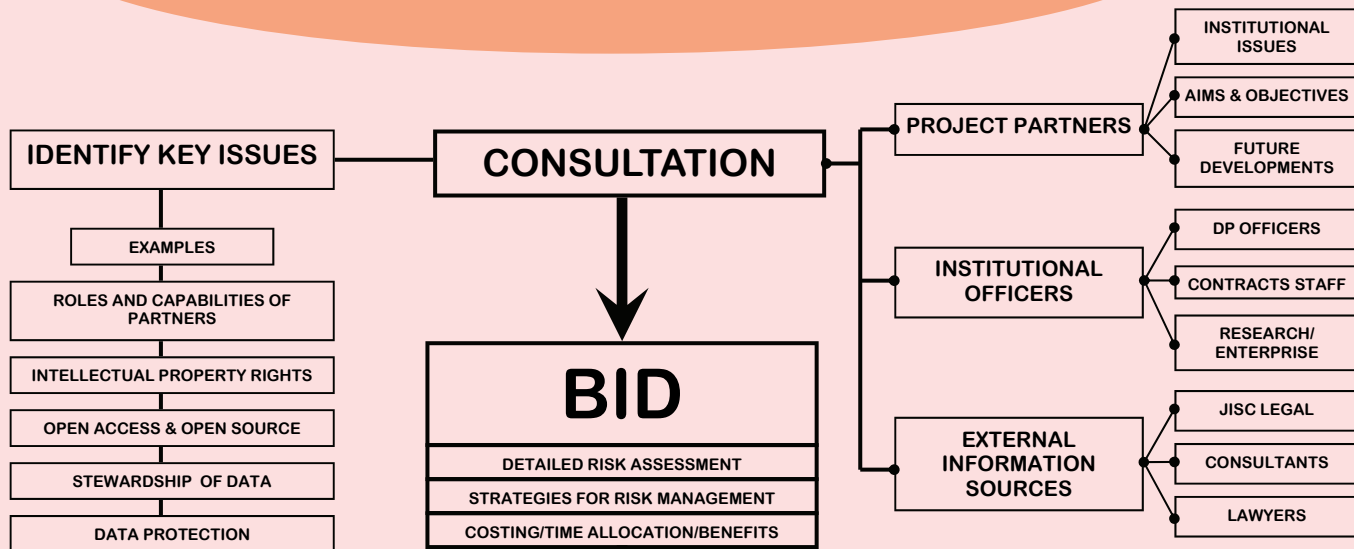 IDENTIFY KEY ISSUES
EXAMPLES
ROLES AND CAPABILITIES OF
PARTNERS
INTELLECTUAL PROPERTY RIGHTS
OPEN ACCESS & OPEN SOURCE
STEWARDSHIP OF DATA
DATA PROTECTION
CONSULTATION
BID
DETAILED RISK ASSESSMENT
STRATEGIES FOR RISK MANAGEMENT
COSTING/TIME ALLOCATION/BENEFITS
PROJECT PARTNERS
INSTITUTIONAL
ISSUES
AIMS & OBJECTIVES
FUTURE
DEVELOPMENTS
INSTITUTIONAL
OFFICERS
DP OFFICERS
CONTRACTS STAFF
RESEARCH/
ENTERPRISE
EXTERNAL
INFORMATION
SOURCES
JISC LEGAL
CONSULTANTS
LAWYERS